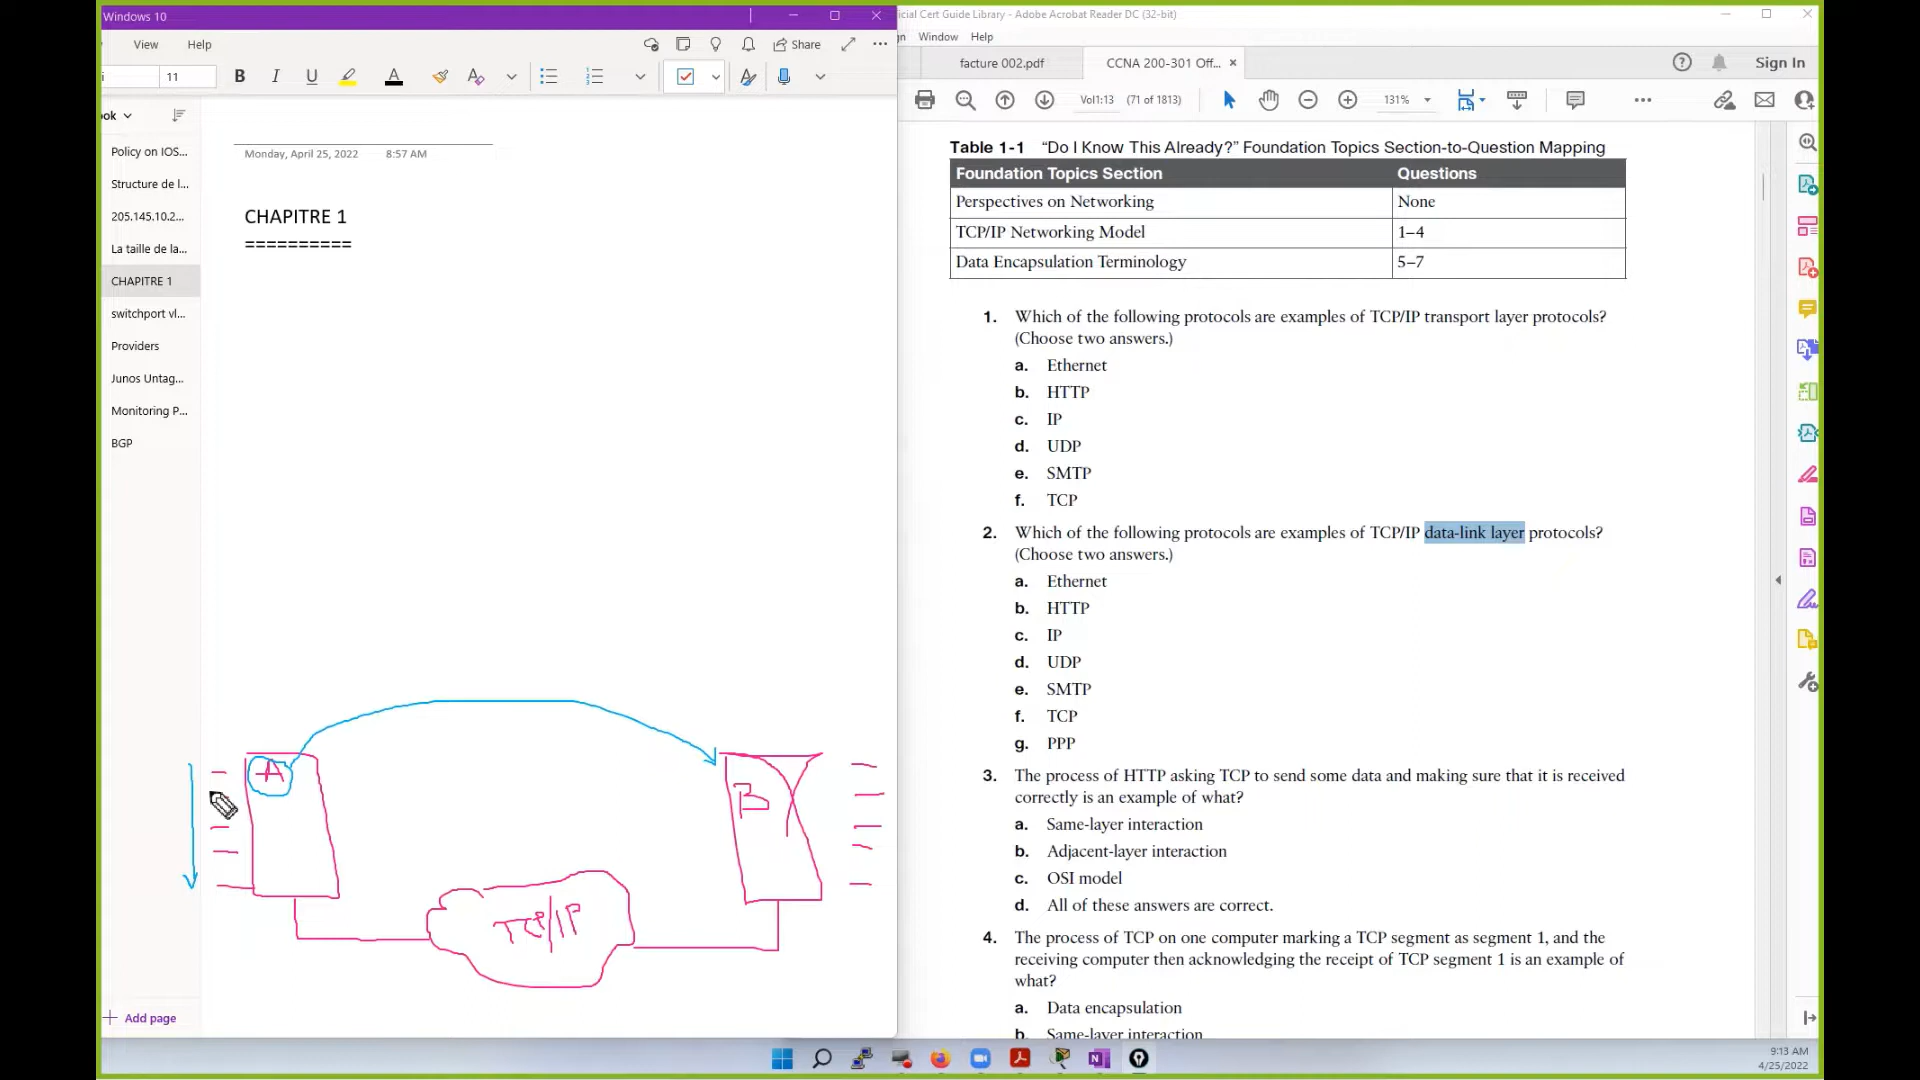 Windows 10
View Help
Share
11
B I U A
ook
Policy on IOS...
Structure de l...
205.145.10.2...
La taille de la...
CHAPITRE 1
switchport vl...
Providers
Junos Untag...
Monitoring P...
BGP
Add page
Monday, April 25, 2022 8:57 AM
CHAPITRE 1
==========
A
B
TCP/IP
icial Cert Guide Library - Adobe Acrobat Reader DC (32-bit)
gn Window Help
facture 002.pdf
CCNA 200-301 Off... ×
Sign In
Vol1:13 (71 of 1813)
131%
Table 1-1 “Do I Know This Already?” Foundation Topics Section-to-Question Mapping
Foundation Topics Section Questions
Perspectives on Networking None
TCP/IP Networking Model 1–4
Data Encapsulation Terminology 5–7
1. Which of the following protocols are examples of TCP/IP transport layer protocols?
(Choose two answers.)
a. Ethernet
b. HTTP
c. IP
d. UDP
e. SMTP
f. TCP
2. Which of the following protocols are examples of TCP/IP data-link layer protocols?
(Choose two answers.)
a. Ethernet
b. HTTP
c. IP
d. UDP
e. SMTP
f. TCP
g. PPP
3. The process of HTTP asking TCP to send some data and making sure that it is received
correctly is an example of what?
a. Same-layer interaction
b. Adjacent-layer interaction
c. OSI model
d. All of these answers are correct.
4. The process of TCP on one computer marking a TCP segment as segment 1, and the
receiving computer then acknowledging the receipt of TCP segment 1 is an example of
what?
a. Data encapsulation
b. Same-layer interaction
9:13 AM
4/25/2022